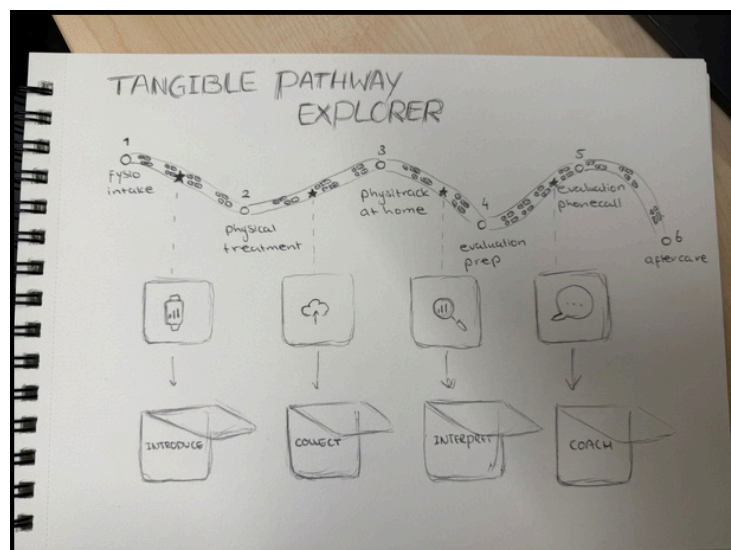 TANGIBLE PATHWAY
EXPLORER
1
fysio
intake
2
physical
treatment
3
physitrack
at home
4
evaluation
prep
5
evaluation
phonecall
6
aftercare
INTRODUCE
COLLECT
INTERPRET
COACH